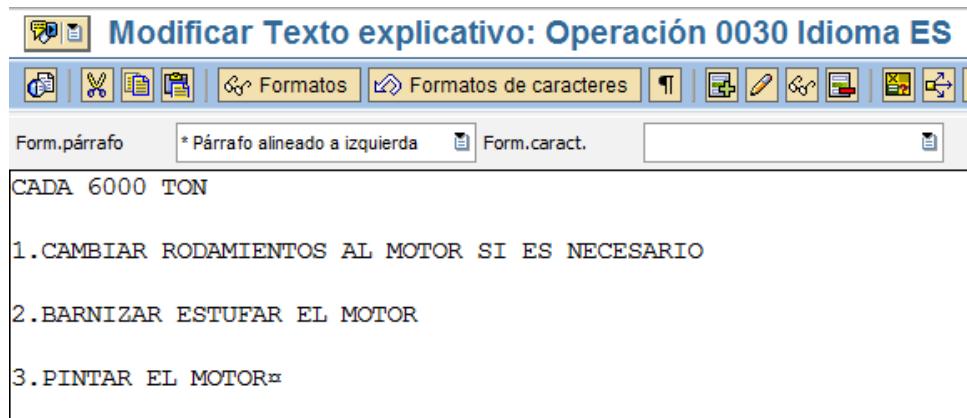 Modificar Texto explicativo: Operación 0030 Idioma ES
Formatos Formatos de caracteres ¶
Form.párrafo * Párrafo alineado a izquierda Form.caract.
CADA 6000 TON
1.CAMBIAR RODAMIENTOS AL MOTOR SI ES NECESARIO
2.BARNIZAR ESTUFAR EL MOTOR
3.PINTAR EL MOTOR¤